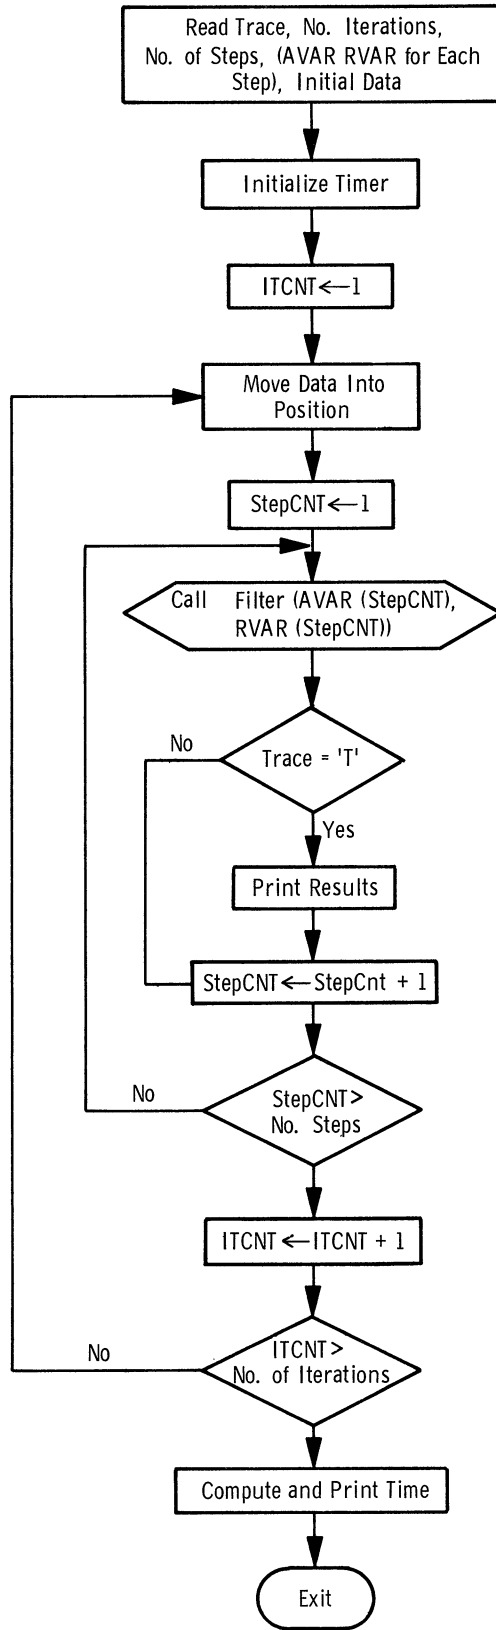 Read Trace, No. Iterations,
No. of Steps, (AVAR RVAR for Each
Step), Initial Data
Initialize Timer
ITCNT←1
Move Data Into
Position
StepCNT←1
Call Filter (AVAR (StepCNT),
RVAR (StepCNT))
No
Trace = 'T'
Yes
Print Results
StepCNT←StepCnt + 1
No
StepCNT>
No. Steps
ITCNT←ITCNT + 1
No
ITCNT>
No. of Iterations
Compute and Print Time
Exit